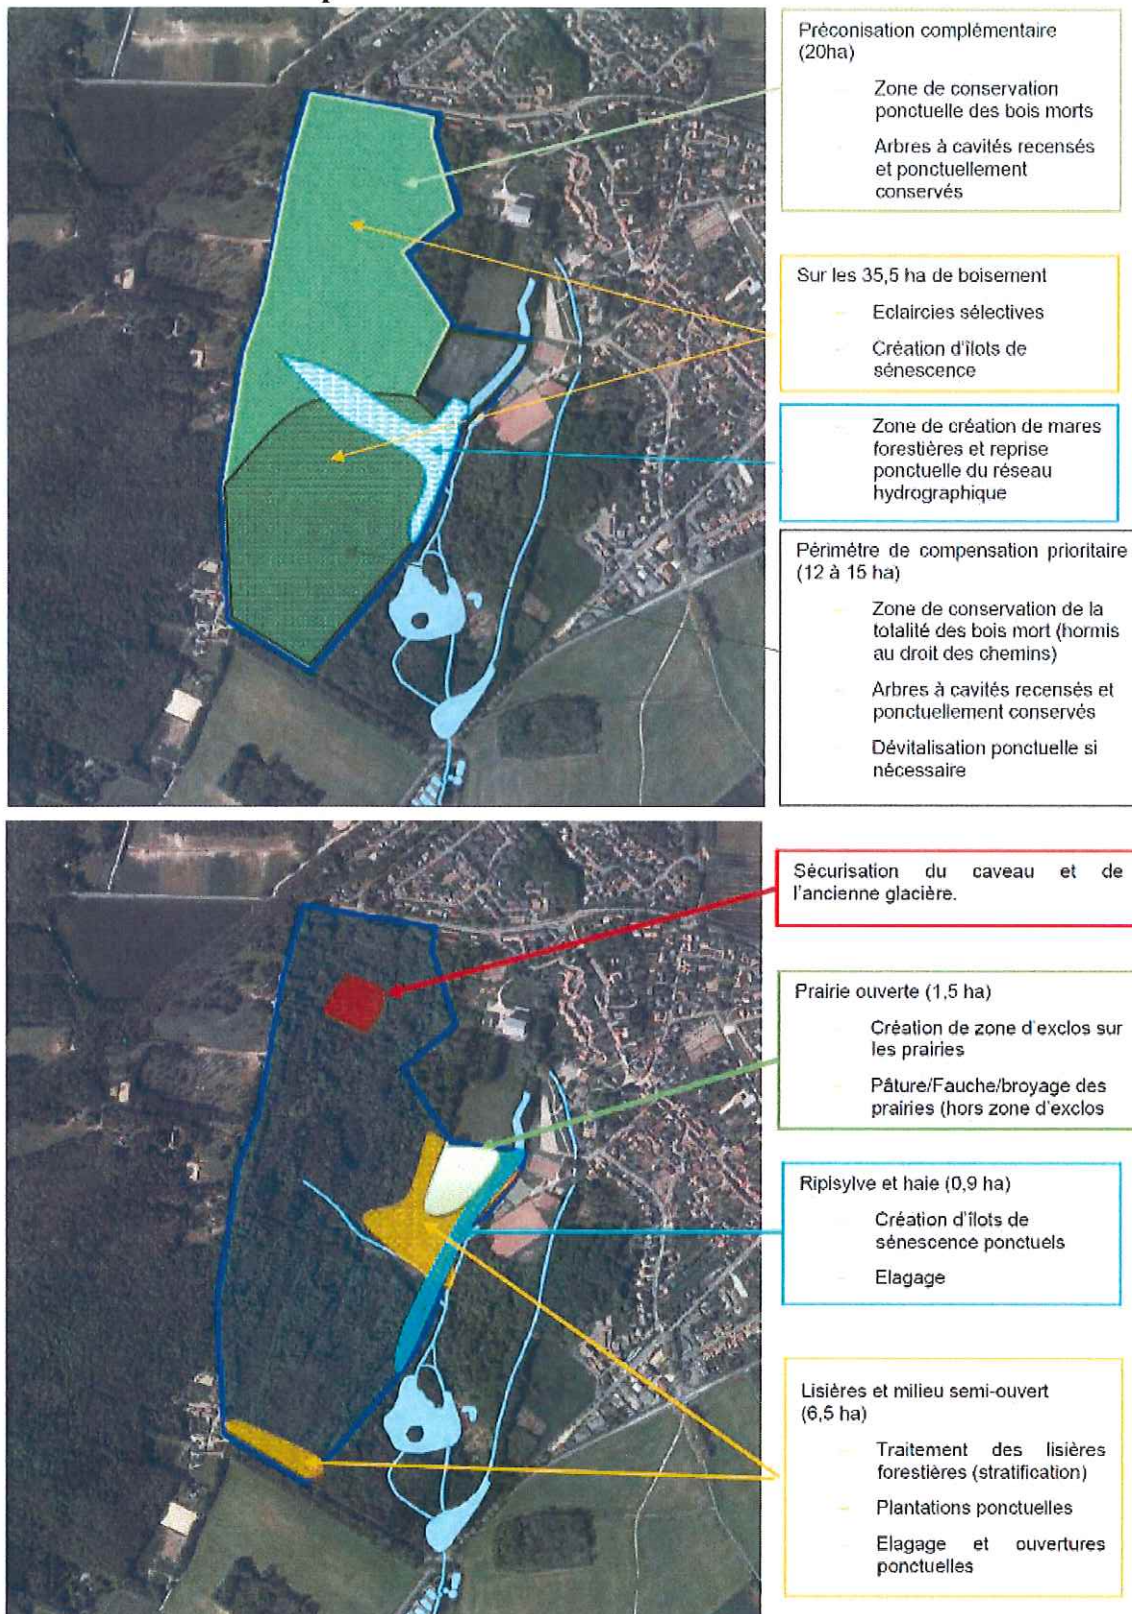 Préconisation complémentaire
(20ha)
- Zone de conservation
ponctuelle des bois morts
- Arbres à cavités recensés
et ponctuellement
conservés
Sur les 35,5 ha de boisement
- Eclaircies sélectives
- Création d'îlots de
sénescence
- Zone de création de mares
forestières et reprise
ponctuelle du réseau
hydrographique
Périmètre de compensation prioritaire
(12 à 15 ha)
- Zone de conservation de la
totalité des bois mort (hormis
au droit des chemins)
- Arbres à cavités recensés et
ponctuellement conservés
- Dévitalisation ponctuelle si
nécessaire
Sécurisation du caveau et de
l'ancienne glacière.
Prairie ouverte (1,5 ha)
- Création de zone d'exclos sur
les prairies
- Pâture/Fauche/broyage des
prairies (hors zone d'exclos
Ripisylve et haie (0,9 ha)
- Création d'îlots de
sénescence ponctuels
- Elagage
Lisières et milieu semi-ouvert
(6,5 ha)
- Traitement des lisières
forestières (stratification)
- Plantations ponctuelles
- Elagage et ouvertures
ponctuelles